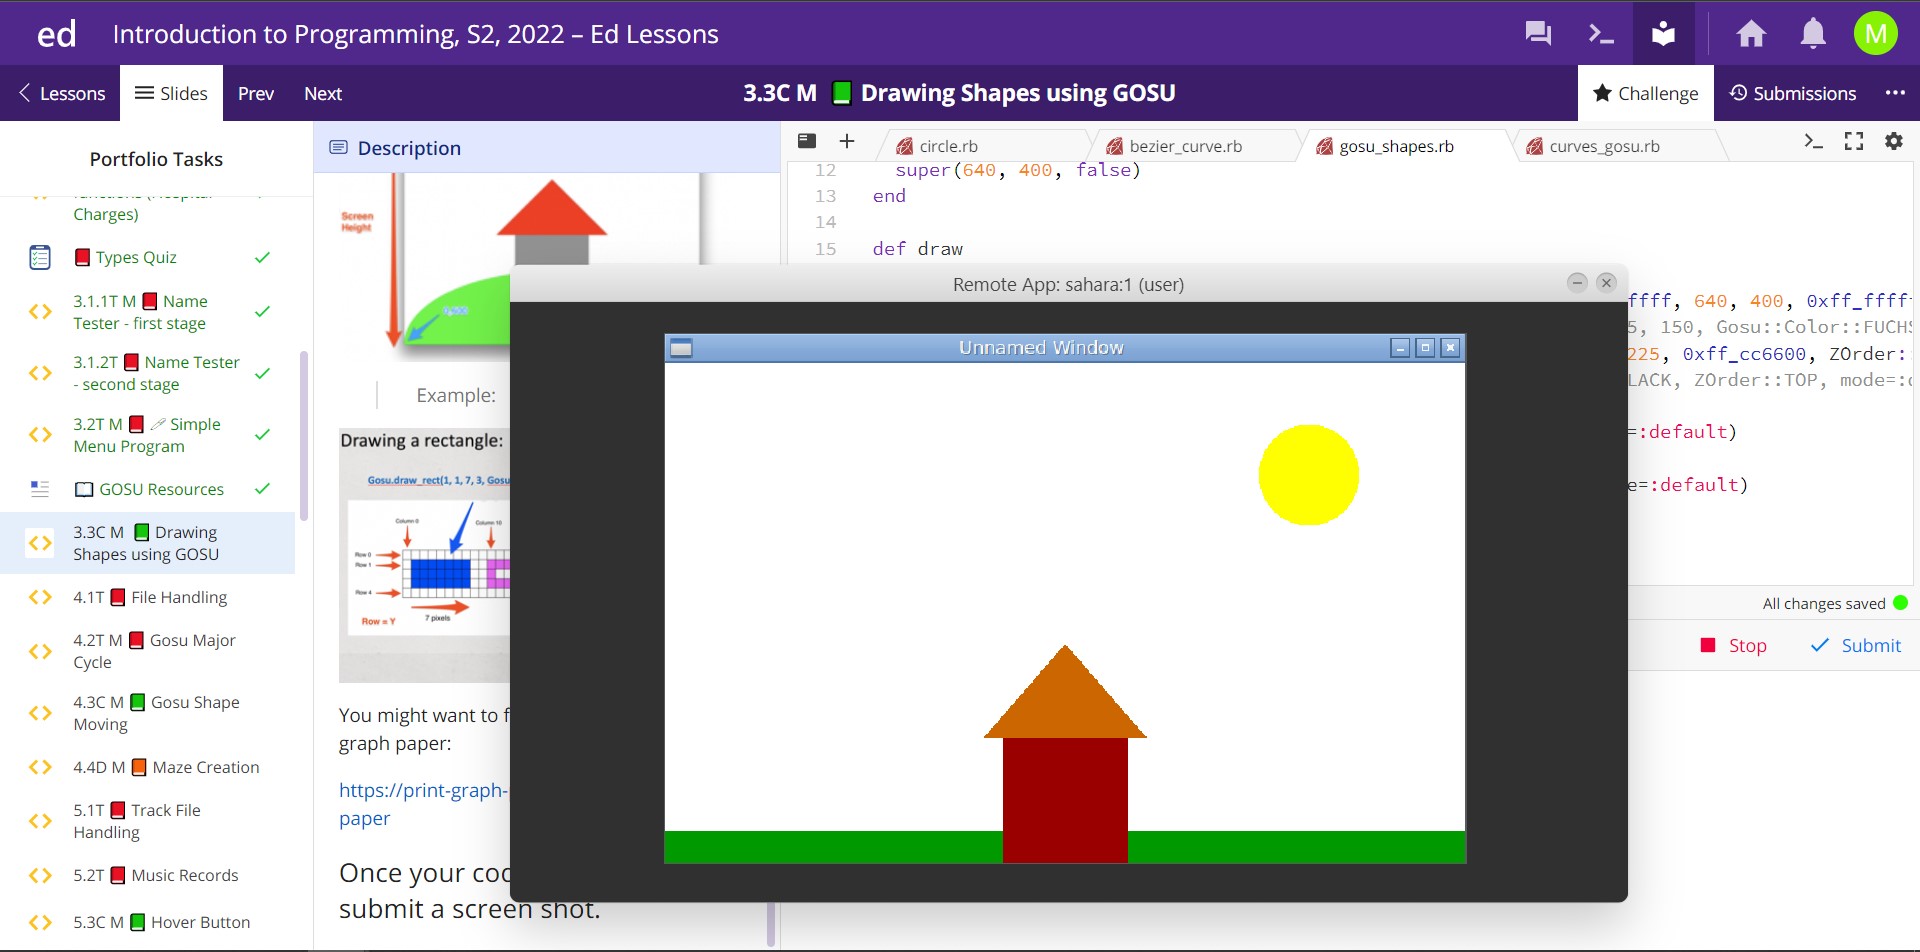 ed Introduction to Programming, S2, 2022 – Ed Lessons
M
Lessons Slides Prev Next
3.3C M Drawing Shapes using GOSU
Challenge Submissions
Portfolio Tasks
Charges)
Types Quiz
3.1.1T M Name
Tester - first stage
3.1.2T M Name Tester
- second stage
3.2T M Simple
Menu Program
GOSU Resources
3.3C M Drawing
Shapes using GOSU
4.1T File Handling
4.2T M Gosu Major
Cycle
4.3C M Gosu Shape
Moving
4.4D M Maze Creation
5.1T Track File
Handling
5.2T Music Records
5.3C M Hover Button
Description
Screen
Height
Example:
Drawing a rectangle:
Gosu.draw_rect(1, 1, 7, 3, Gosu
Column 0 Column 10
Row 0
Row 1
Row 4
Row = Y
7 pixels
You might want to f
graph paper:
https://print-graph-
paper
Once your coc
submit a screen shot.
circle.rb bezier_curve.rb gosu_shapes.rb curves_gosu.rb
12 super(640, 400, false)
13 end
14
15 def draw
ffff, 640, 400, 0xff_ffff
5, 150, Gosu::Color::FUCHS
225, 0xff_cc6600, ZOrder::
LACK, ZOrder::TOP, mode=:
=:default)
e=:default)
Remote App: sahara:1 (user)
Unnamed Window
All changes saved
Stop Submit